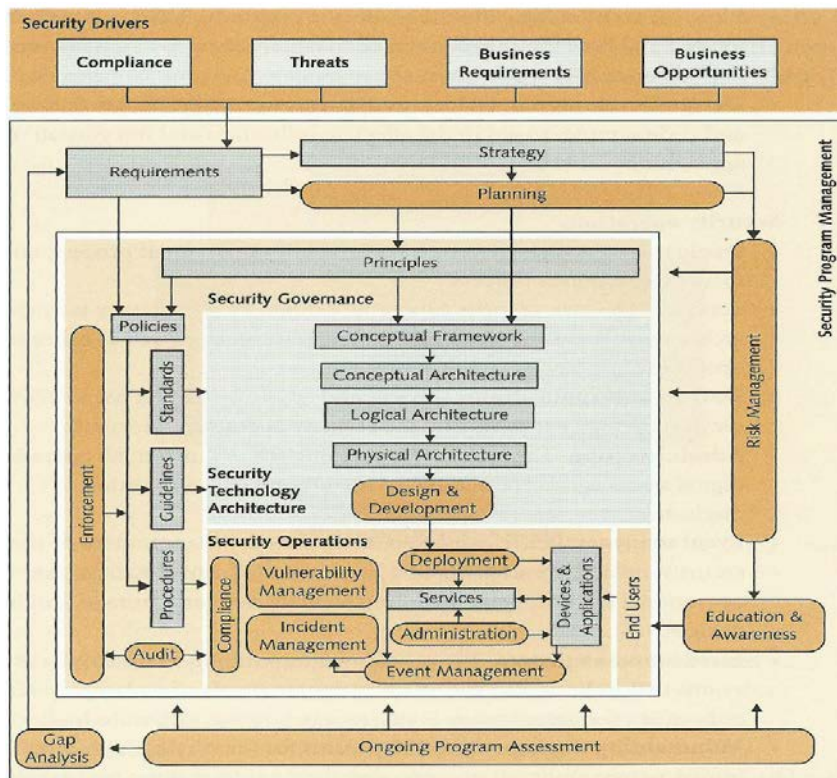 Security Drivers
Compliance
Threats
Business
Requirements
Business
Opportunities
Security Program Management
Requirements
Strategy
Planning
Principles
Security Governance
Policies
Conceptual Framework
Conceptual Architecture
Logical Architecture
Physical Architecture
Security
Technology
Architecture
Design &
Development
Standards
Guidelines
Procedures
Enforcement
Risk Management
Security Operations
Compliance
Vulnerability
Management
Incident
Management
Deployment
Services
Administration
Event Management
Devices &
Applications
End Users
Education &
Awareness
Audit
Gap
Analysis
Ongoing Program Assessment